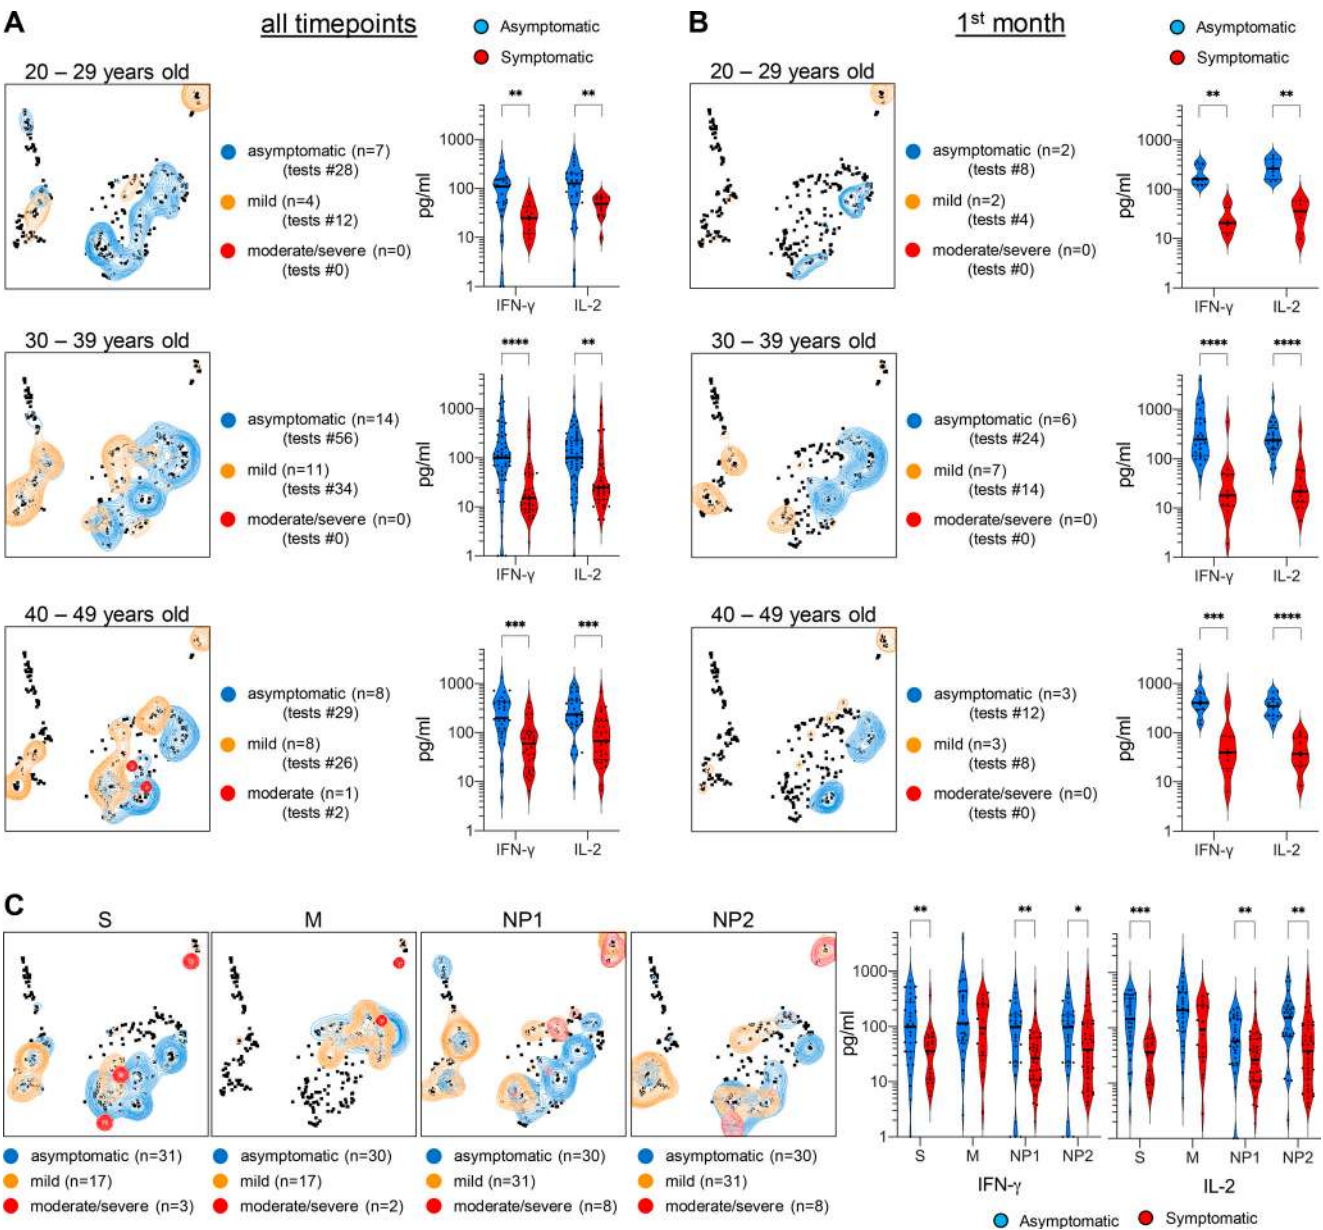 A
all timepoints
Asymptomatic
Symptomatic
20 – 29 years old
asymptomatic (n=7)
(tests #28)
mild (n=4)
(tests #12)
moderate/severe (n=0)
(tests #0)
** **
pg/ml
1000
100
10
1
IFN-γ IL-2
30 – 39 years old
asymptomatic (n=14)
(tests #56)
mild (n=11)
(tests #34)
moderate/severe (n=0)
(tests #0)
**** **
pg/ml
1000
100
10
1
IFN-γ IL-2
40 – 49 years old
asymptomatic (n=8)
(tests #29)
mild (n=8)
(tests #26)
moderate (n=1)
(tests #2)
*** ***
pg/ml
1000
100
10
1
IFN-γ IL-2
B
1st month
Asymptomatic
Symptomatic
20 – 29 years old
asymptomatic (n=2)
(tests #8)
mild (n=2)
(tests #4)
moderate/severe (n=0)
(tests #0)
** **
pg/ml
1000
100
10
1
IFN-γ IL-2
30 – 39 years old
asymptomatic (n=6)
(tests #24)
mild (n=7)
(tests #14)
moderate/severe (n=0)
(tests #0)
**** ****
pg/ml
1000
100
10
1
IFN-γ IL-2
40 – 49 years old
asymptomatic (n=3)
(tests #12)
mild (n=3)
(tests #8)
moderate/severe (n=0)
(tests #0)
*** ****
pg/ml
1000
100
10
1
IFN-γ IL-2
C
S
asymptomatic (n=31)
mild (n=17)
moderate/severe (n=3)
M
asymptomatic (n=30)
mild (n=17)
moderate/severe (n=2)
NP1
asymptomatic (n=30)
mild (n=31)
moderate/severe (n=8)
NP2
asymptomatic (n=30)
mild (n=31)
moderate/severe (n=8)
** ** * *** ** **
pg/ml
1000
100
10
1
S M NP1 NP2 S M NP1 NP2
IFN-γ IL-2
Asymptomatic Symptomatic